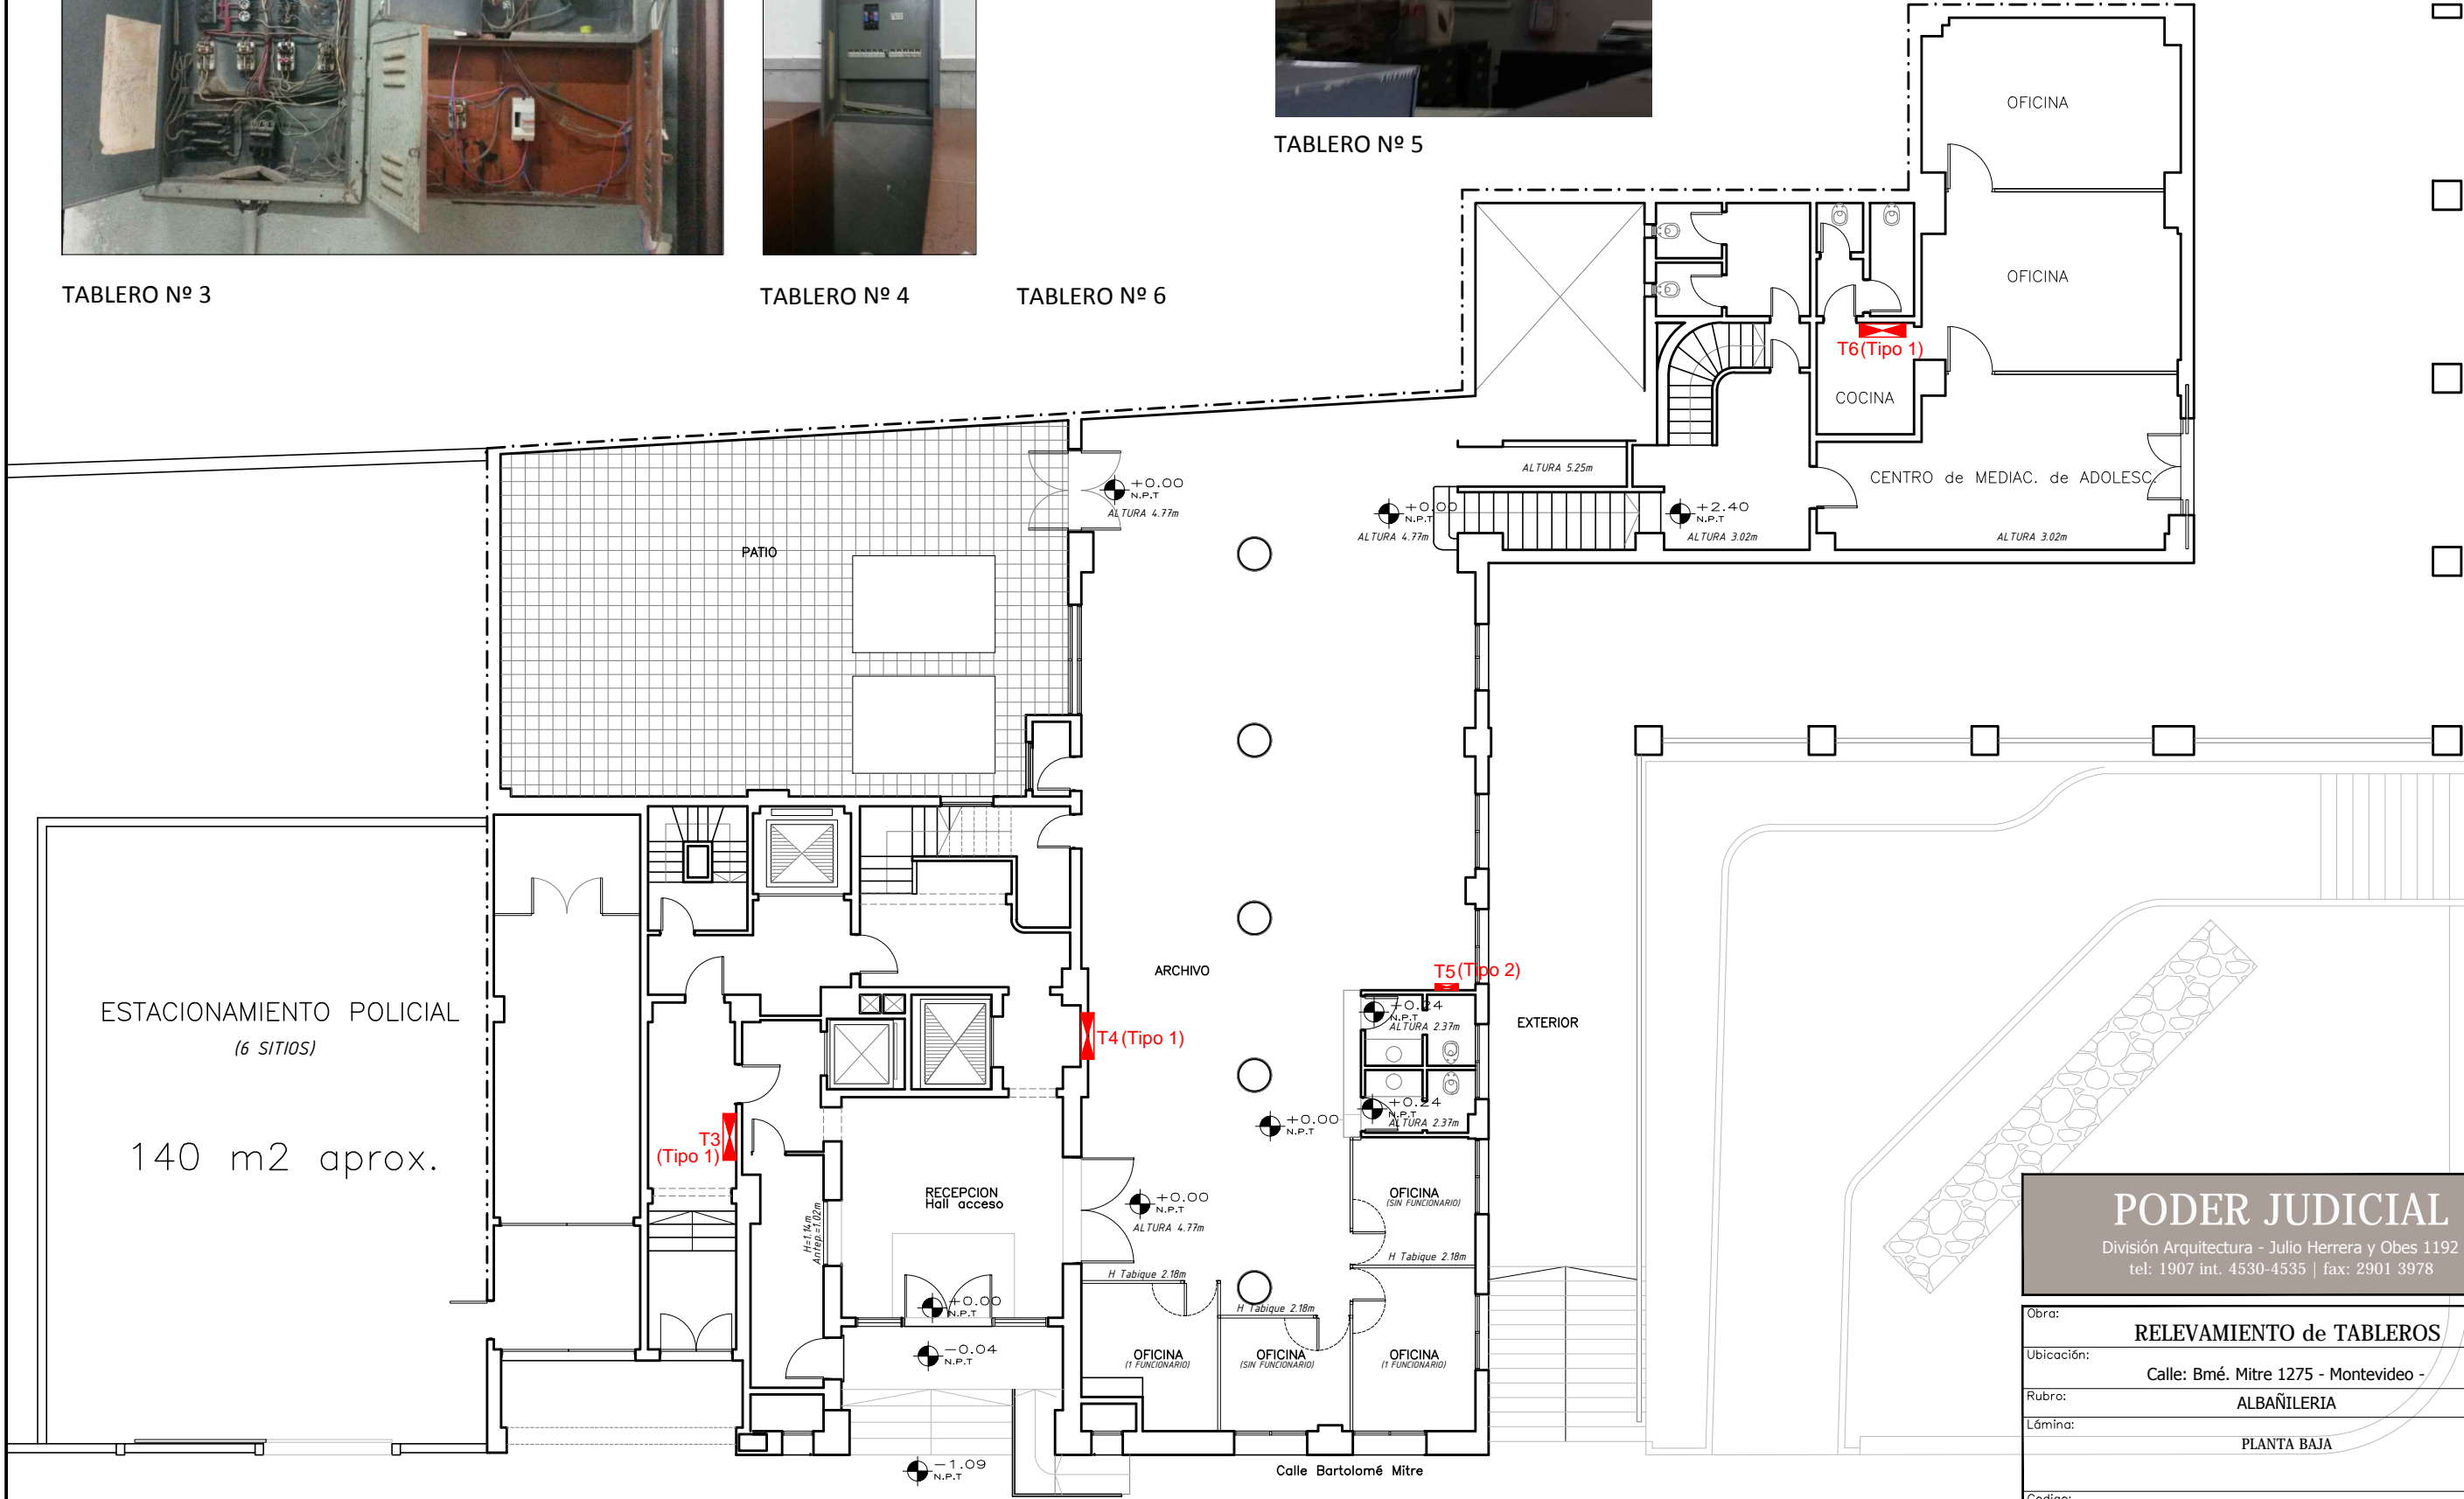 TABLERO Nº 5
TABLERO Nº 3
TABLERO Nº 4
TABLERO Nº 6
OFICINA
OFICINA
T6(Tipo 1)
COCINA
CENTRO de MEDIAC. de ADOLESC.
ALTURA 3.02m
ALTURA 5.25m
+0.00
N.P.T
ALTURA 4.77m
+0.00
N.P.T
ALTURA 4.77m
+2.40
N.P.T
ALTURA 3.02m
PATIO
ARCHIVO
T5(Tipo 2)
+0.24
N.P.T
ALTURA 2.37m
EXTERIOR
T4(Tipo 1)
ESTACIONAMIENTO POLICIAL
(6 SITIOS)
140 m2 aprox.
T3
(Tipo 1)
+0.24
N.P.T
ALTURA 2.37m
+0.00
N.P.T
RECEPCION
Hall acceso
H=1.14m
Antep.=1.02m
+0.00
N.P.T
ALTURA 4.77m
OFICINA
(SIN FUNCIONARIO)
H Tabique 2.18m
H Tabique 2.18m
H Tabique 2.18m
+0.00
N.P.T
-0.04
N.P.T
OFICINA
(1 FUNCIONARIO)
OFICINA
(SIN FUNCIONARIO)
OFICINA
(1 FUNCIONARIO)
-1.09
N.P.T
Calle Bartolomé Mitre
PODER JUDICIAL
División Arquitectura - Julio Herrera y Obes 1192
tel: 1907 int. 4530-4535 | fax: 2901 3978
Obra:
RELEVAMIENTO de TABLEROS
Ubicación:
Calle: Bmé. Mitre 1275 - Montevideo -
Rubro:
ALBAÑILERIA
Lámina:
PLANTA BAJA
Codigo: